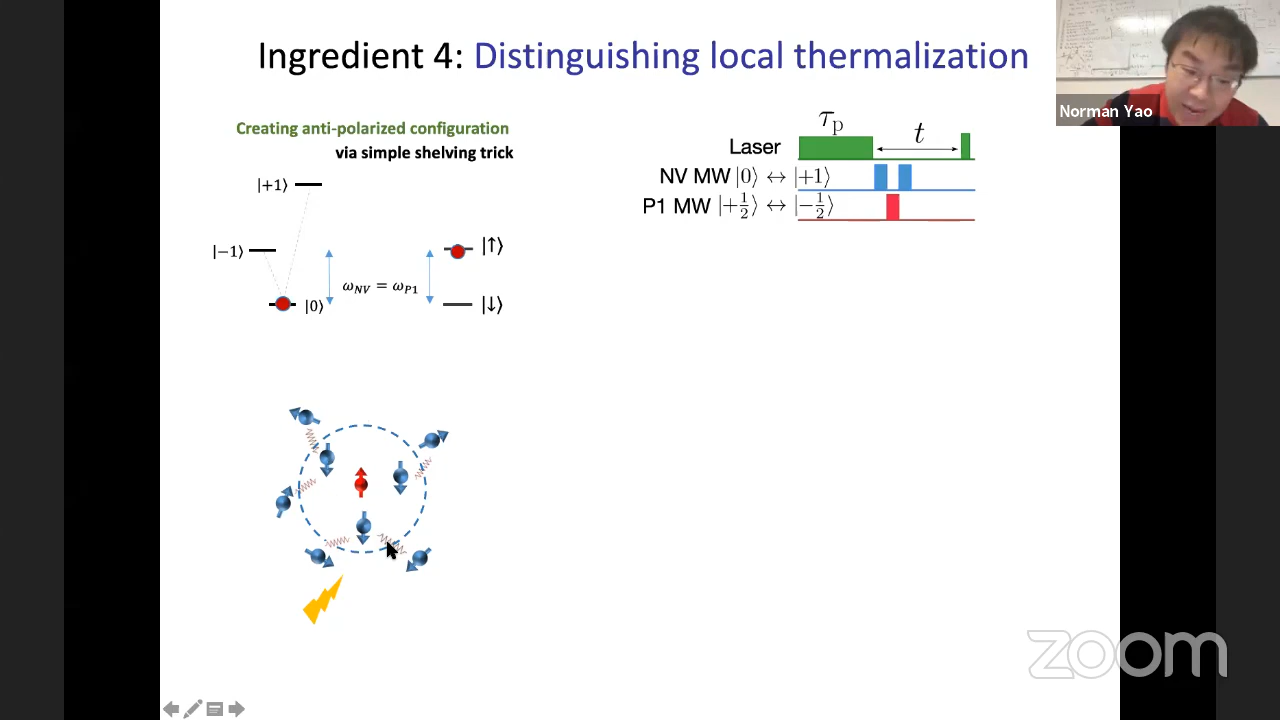 Ingredient 4: Distinguishing local thermalization
Norman Yao
Creating anti-polarized configuration
via simple shelving trick
|+1⟩
|−1⟩
|0⟩
ω_NV = ω_P1
|↑⟩
|↓⟩
τ_p
t
Laser
NV MW |0⟩ ↔ |+1⟩
P1 MW |+½⟩ ↔ |−½⟩
zoom